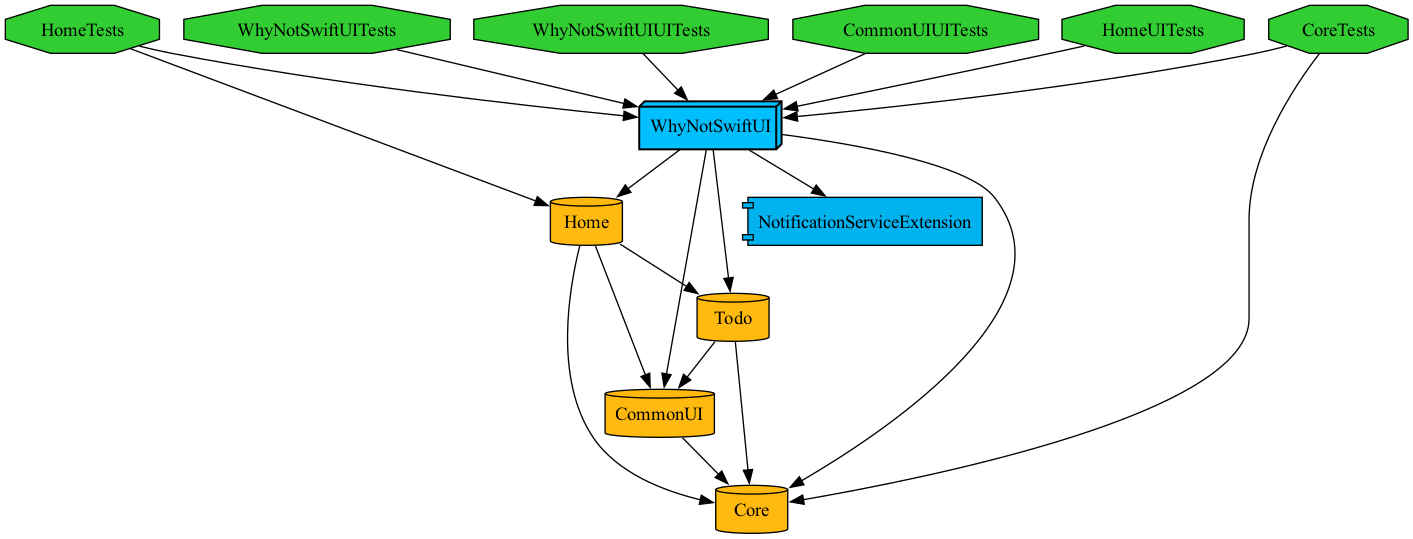 HomeTests
WhyNotSwiftUITests
WhyNotSwiftUIUITests
CommonUIUITests
HomeUITests
CoreTests
WhyNotSwiftUI
Home
NotificationServiceExtension
Todo
CommonUI
Core